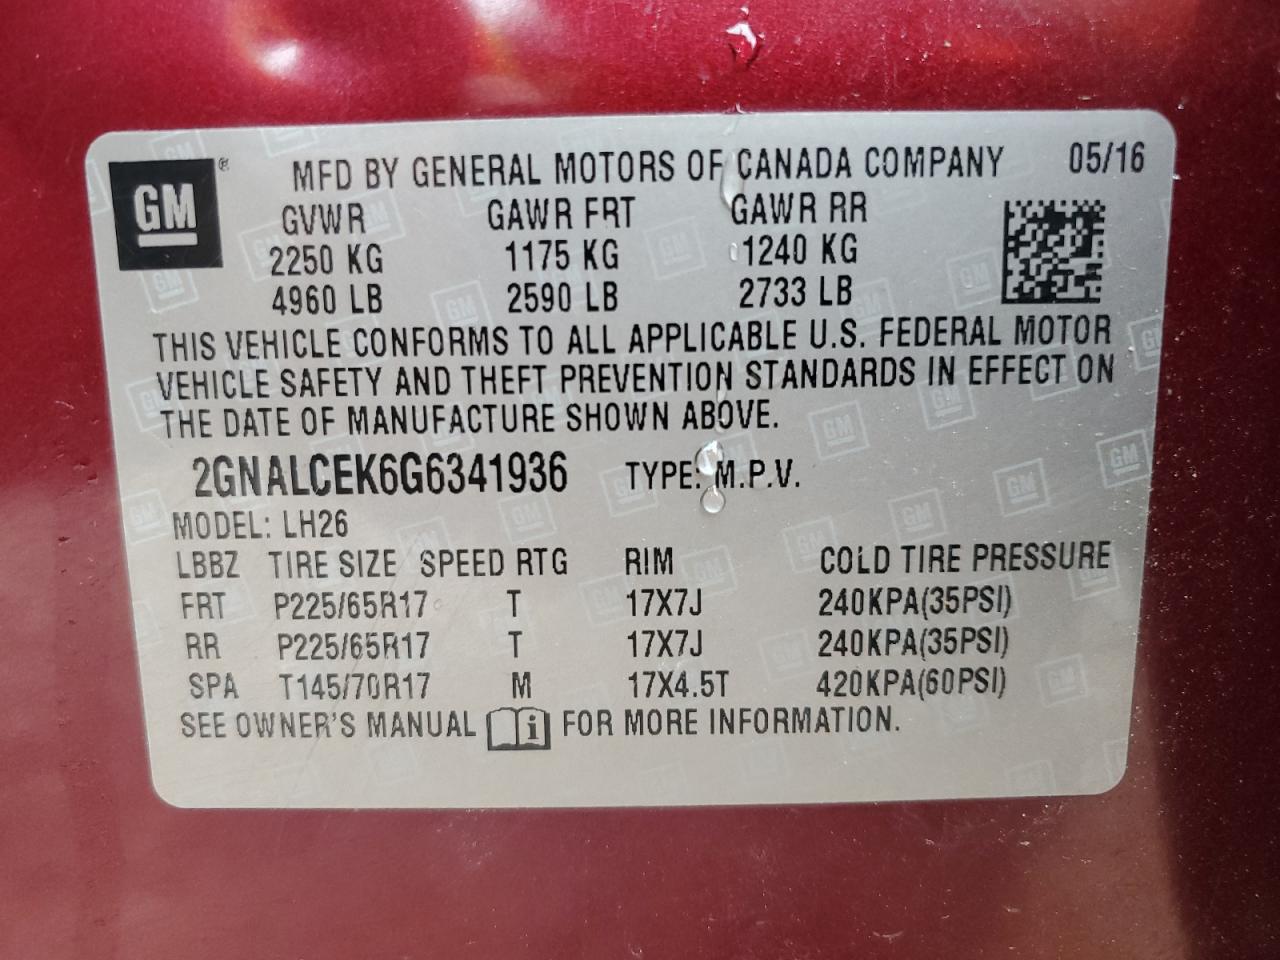 GM ® MFD BY GENERAL MOTORS OF CANADA COMPANY 05/16
GVWR GAWR FRT GAWR RR
2250 KG 1175 KG 1240 KG
4960 LB 2590 LB 2733 LB
THIS VEHICLE CONFORMS TO ALL APPLICABLE U.S. FEDERAL MOTOR
VEHICLE SAFETY AND THEFT PREVENTION STANDARDS IN EFFECT ON
THE DATE OF MANUFACTURE SHOWN ABOVE.
2GNALCEK6G6341936 TYPE: M.P.V.
MODEL: LH26
LBBZ TIRE SIZE SPEED RTG RIM COLD TIRE PRESSURE
FRT P225/65R17 T 17X7J 240KPA(35PSI)
RR P225/65R17 T 17X7J 240KPA(35PSI)
SPA T145/70R17 M 17X4.5T 420KPA(60PSI)
SEE OWNER'S MANUAL i FOR MORE INFORMATION.